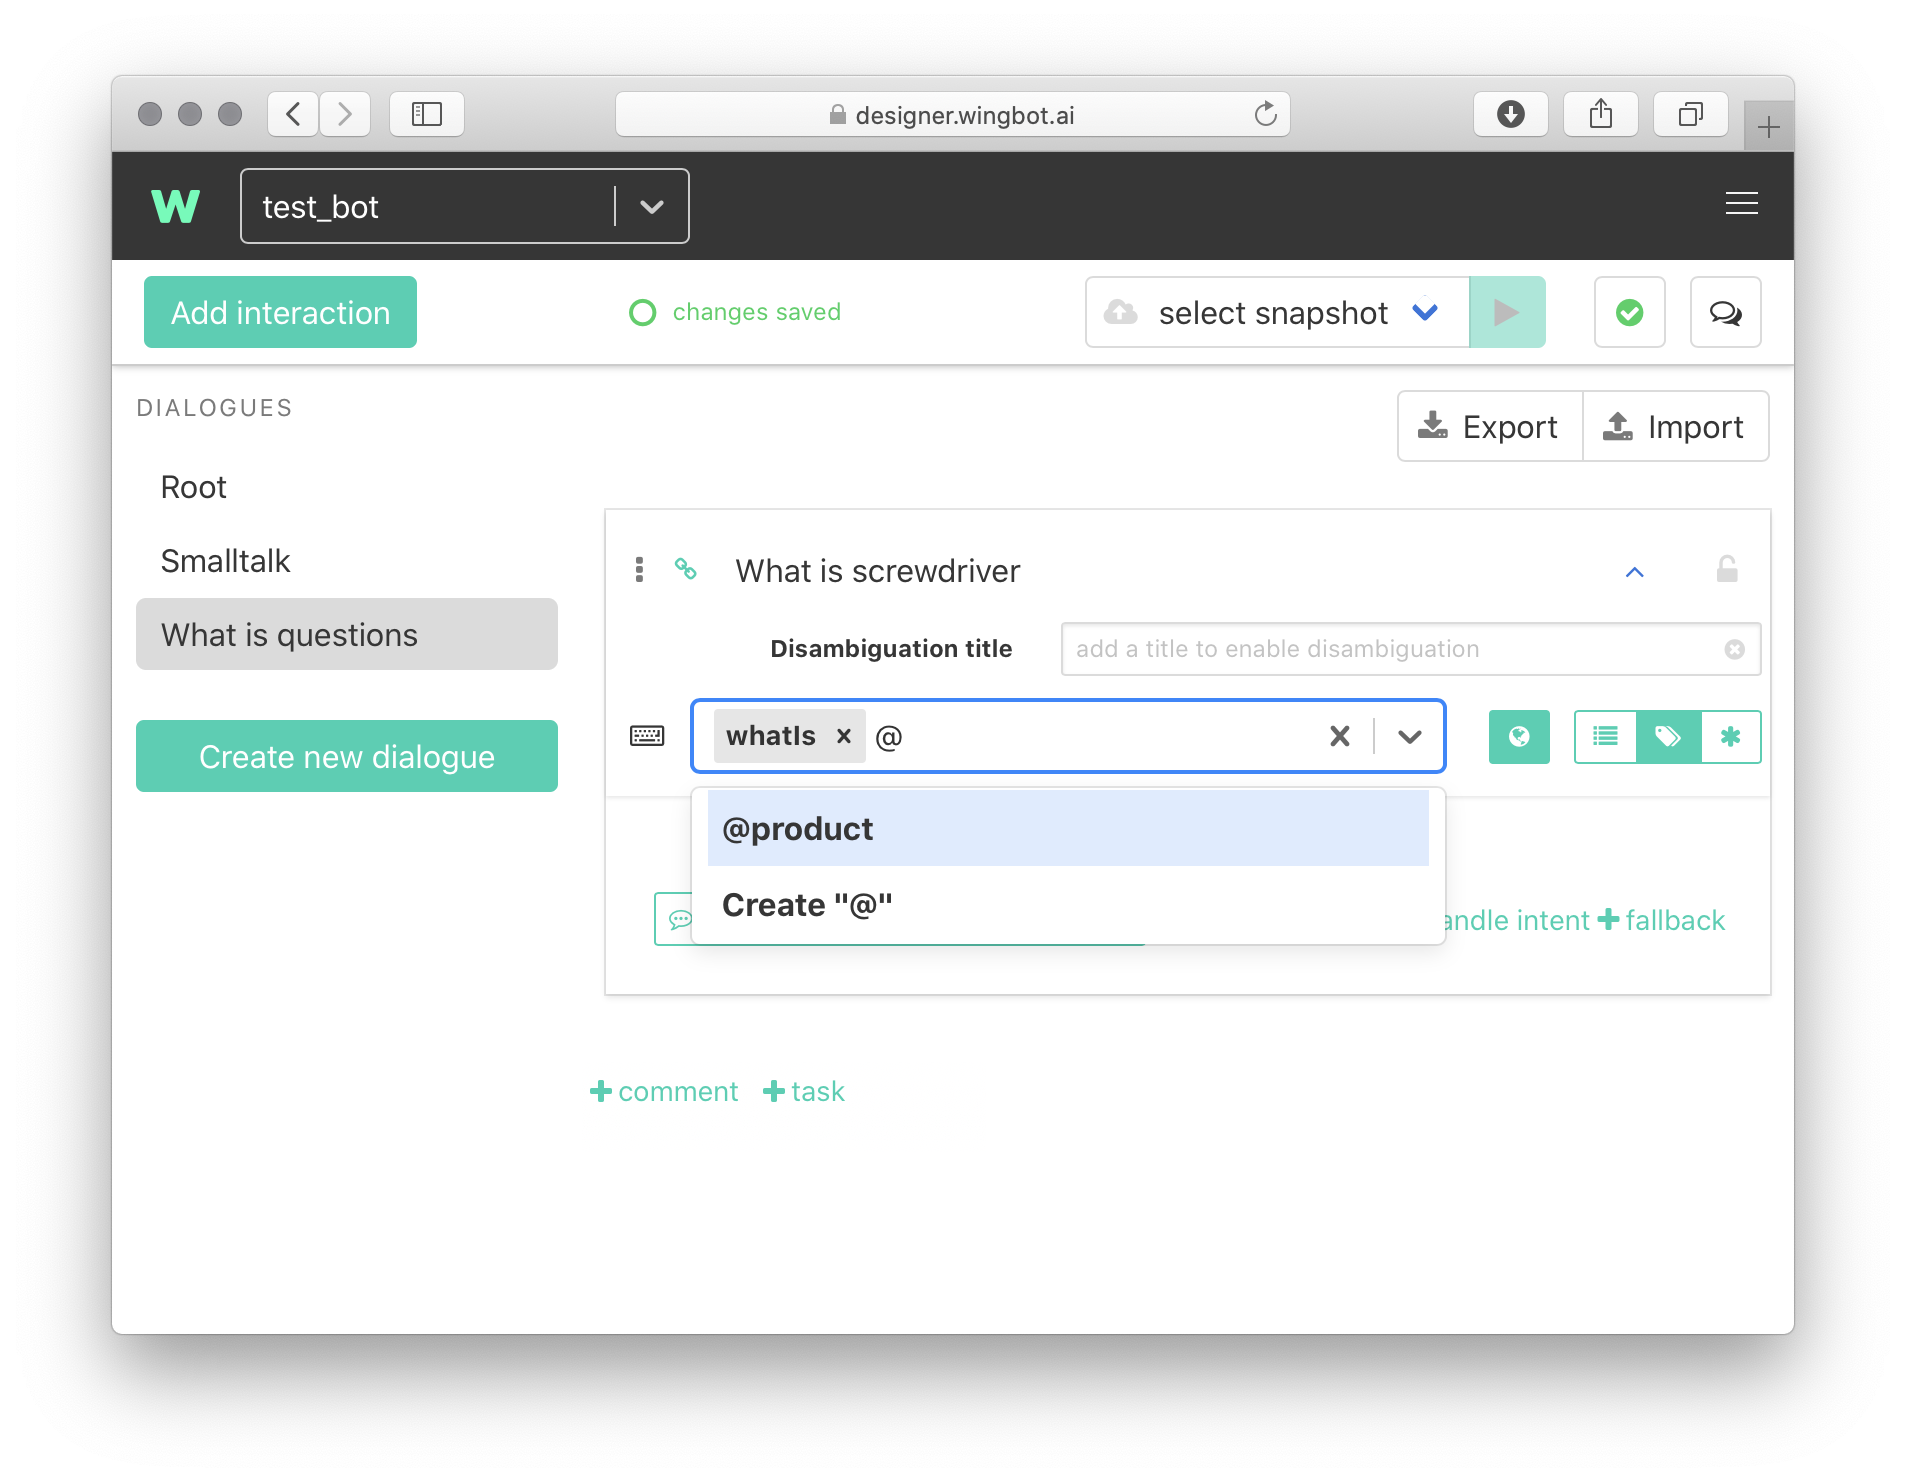 designer.wingbot.ai
W
test_bot
Add interaction
changes saved
select snapshot
DIALOGUES
Export
Import
Root
Smalltalk
What is questions
Create new dialogue
What is screwdriver
Disambiguation title
add a title to enable disambiguation
whatIs × @
@product
Create "@"
andle intent
fallback
comment
task